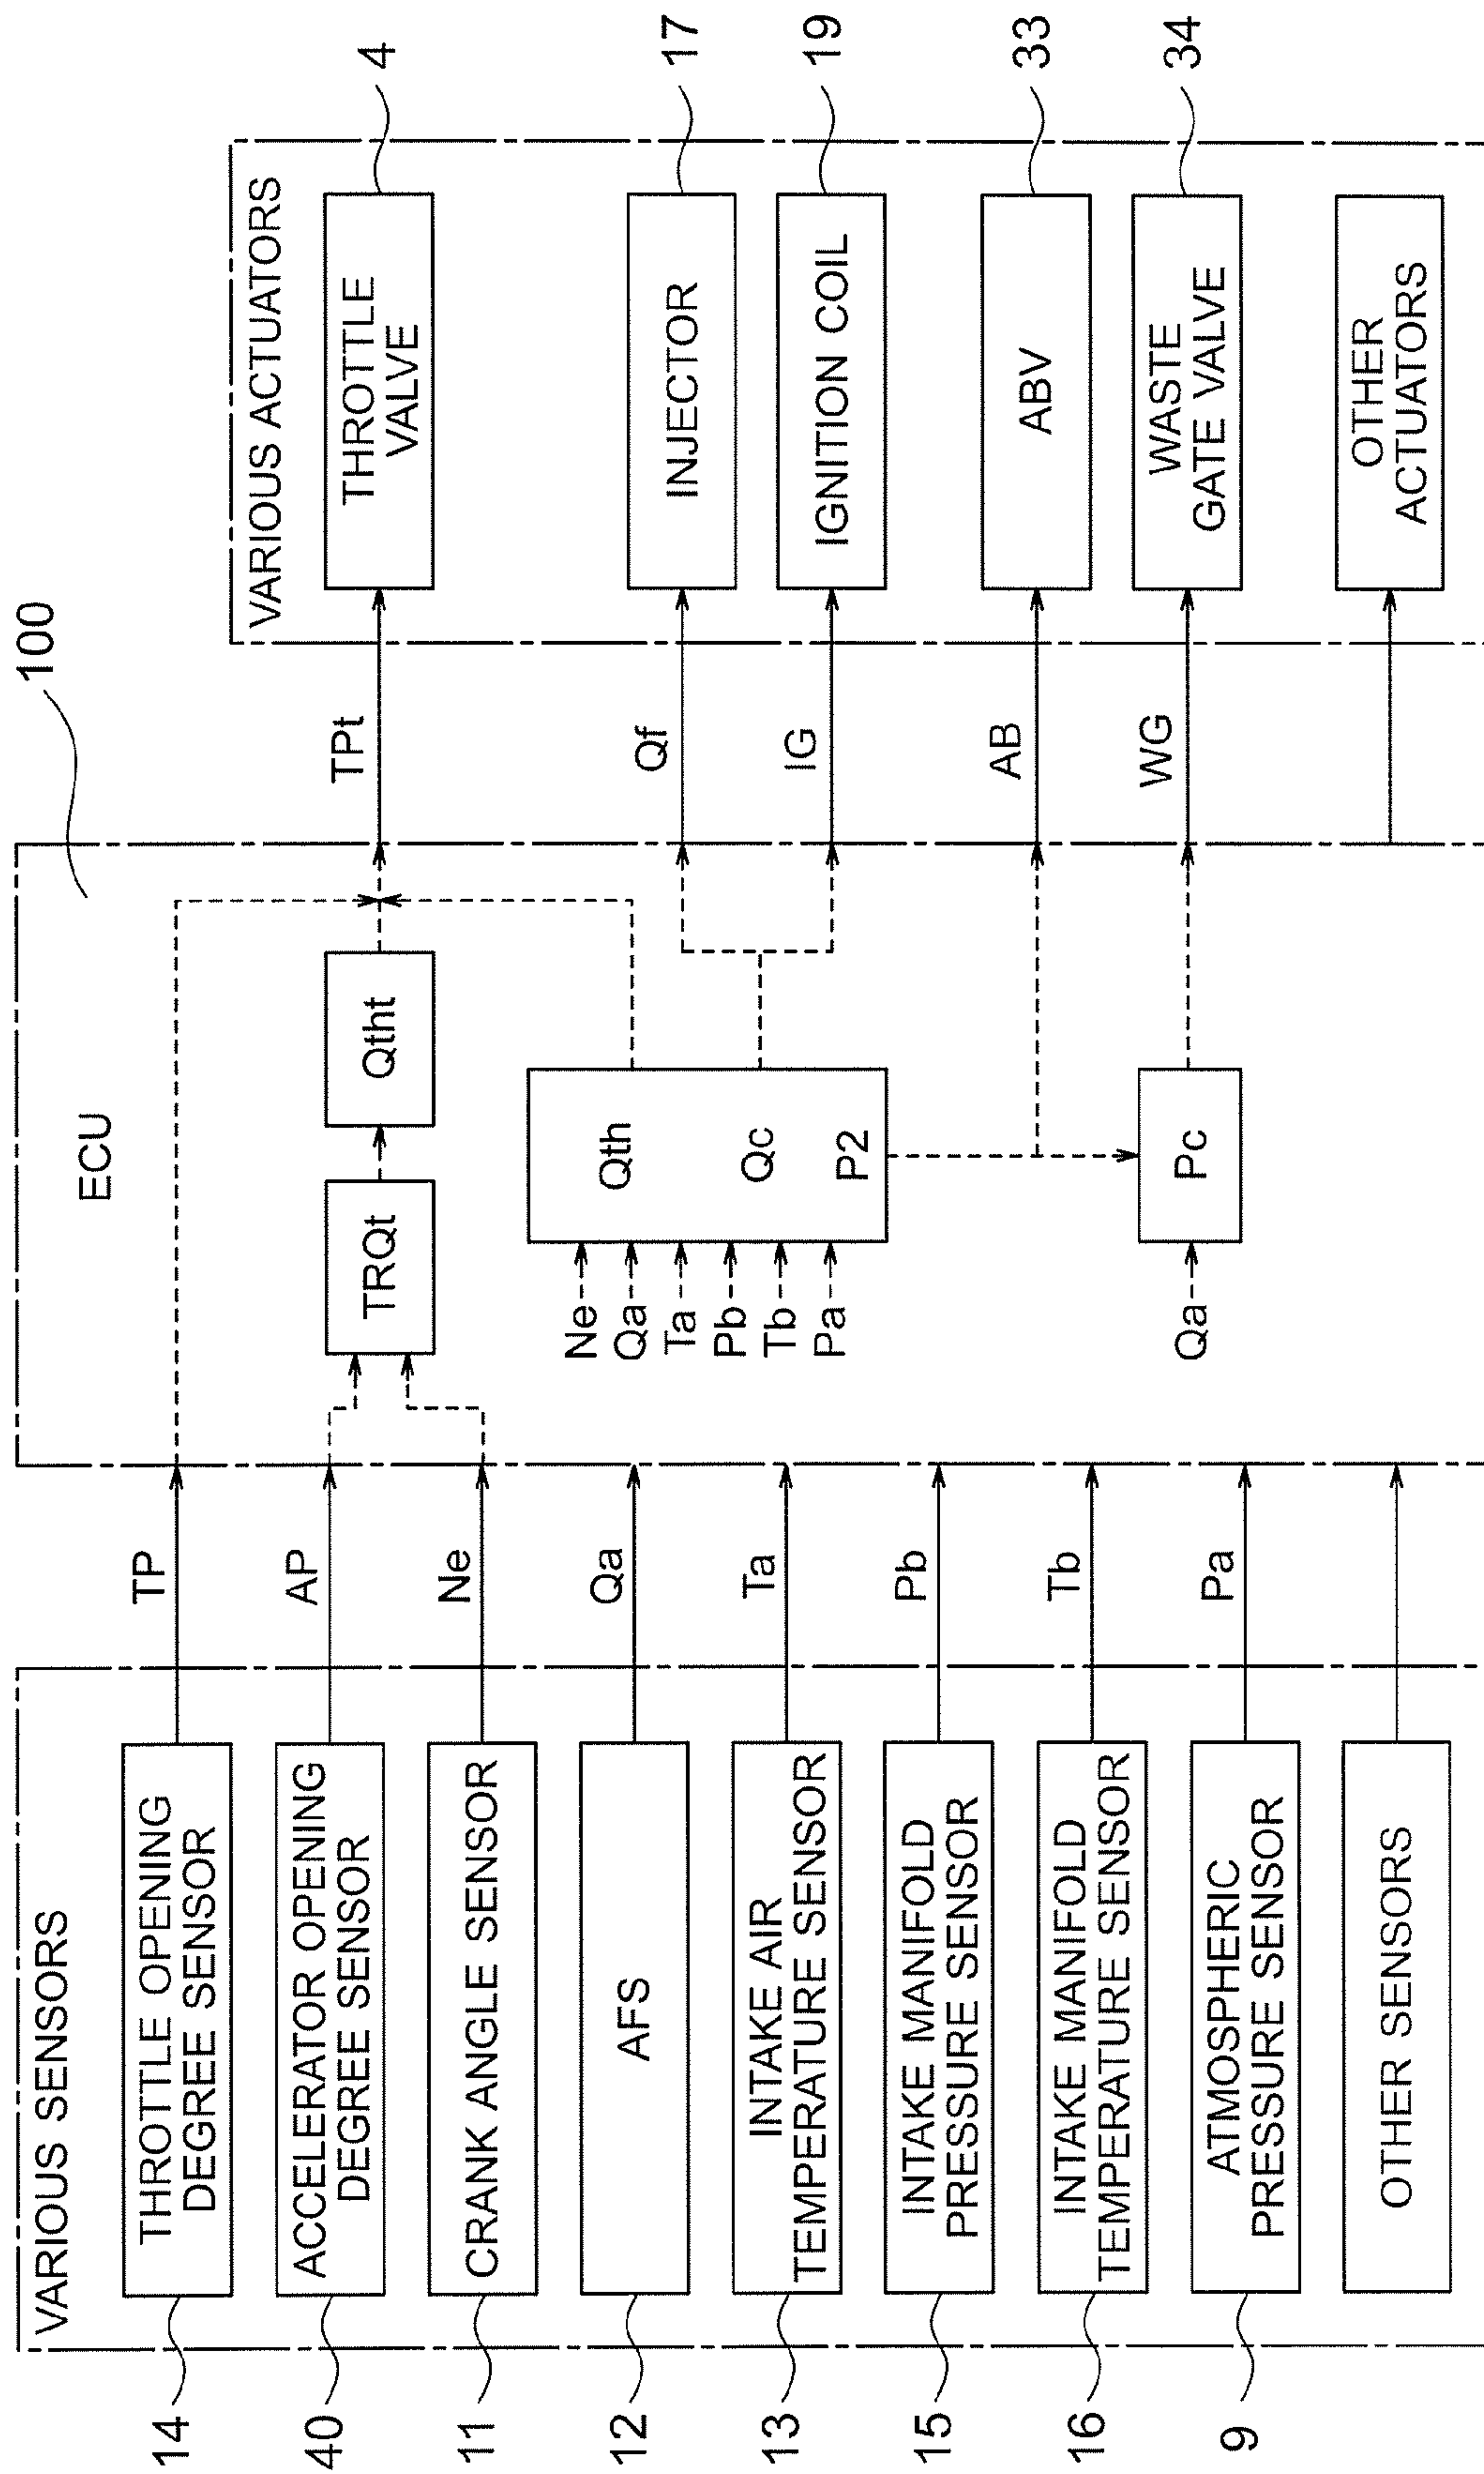 100
VARIOUS SENSORS
14
THROTTLE OPENING
DEGREE SENSOR
TP
40
ACCELERATOR OPENING
DEGREE SENSOR
AP
11
CRANK ANGLE SENSOR
Ne
12
AFS
Qa
13
INTAKE AIR
TEMPERATURE SENSOR
Ta
15
INTAKE MANIFOLD
PRESSURE SENSOR
Pb
16
INTAKE MANIFOLD
TEMPERATURE SENSOR
Tb
9
ATMOSPHERIC
PRESSURE SENSOR
Pa
OTHER SENSORS
ECU
TRQt
Qtht
Ne
Qa
Ta
Pb
Tb
Pa
Qth
Qc
P2
Qa
Pc
VARIOUS ACTUATORS
TPt
THROTTLE
VALVE
4
Qf
INJECTOR
17
IG
IGNITION COIL
19
AB
ABV
33
WG
WASTE
GATE VALVE
34
OTHER
ACTUATORS